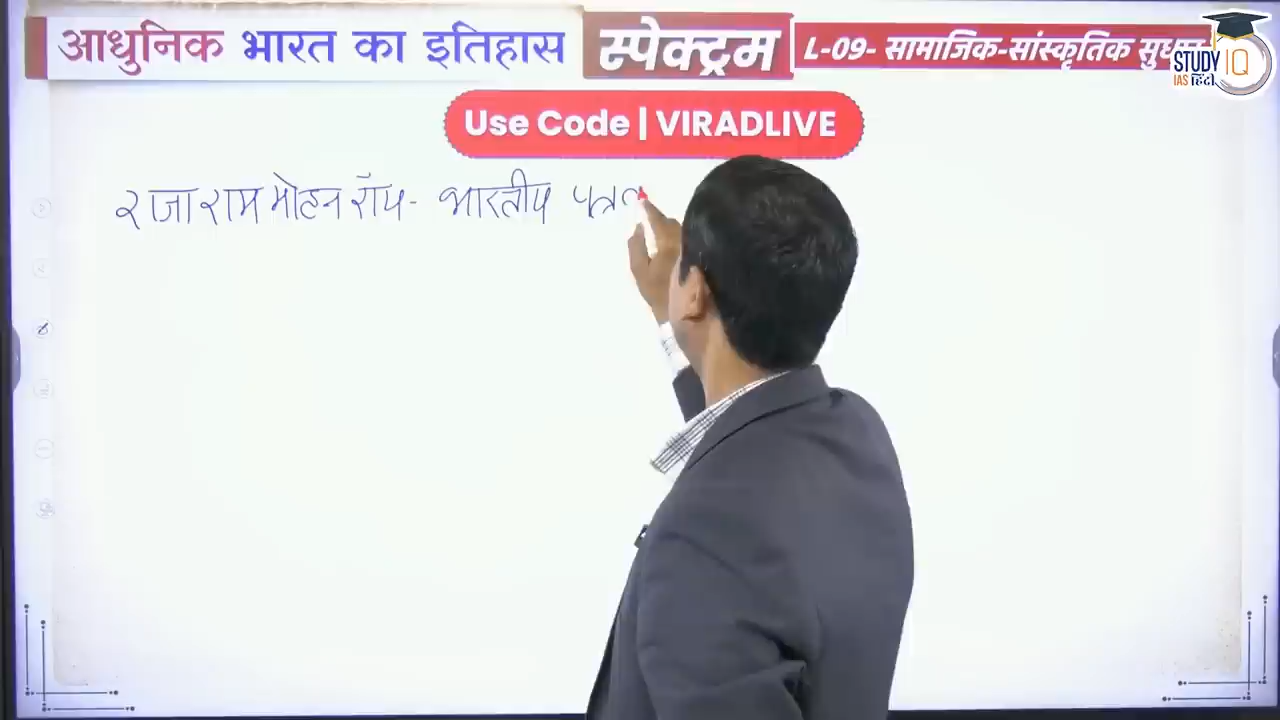 आधुनिक भारत का इतिहास स्पेक्ट्रम L-09- सामाजिक-सांस्कृतिक
STUDY IQ
IAS हिंदी
Use Code | VIRADLIVE
राजा राम मोहन रॉय - भारतीय